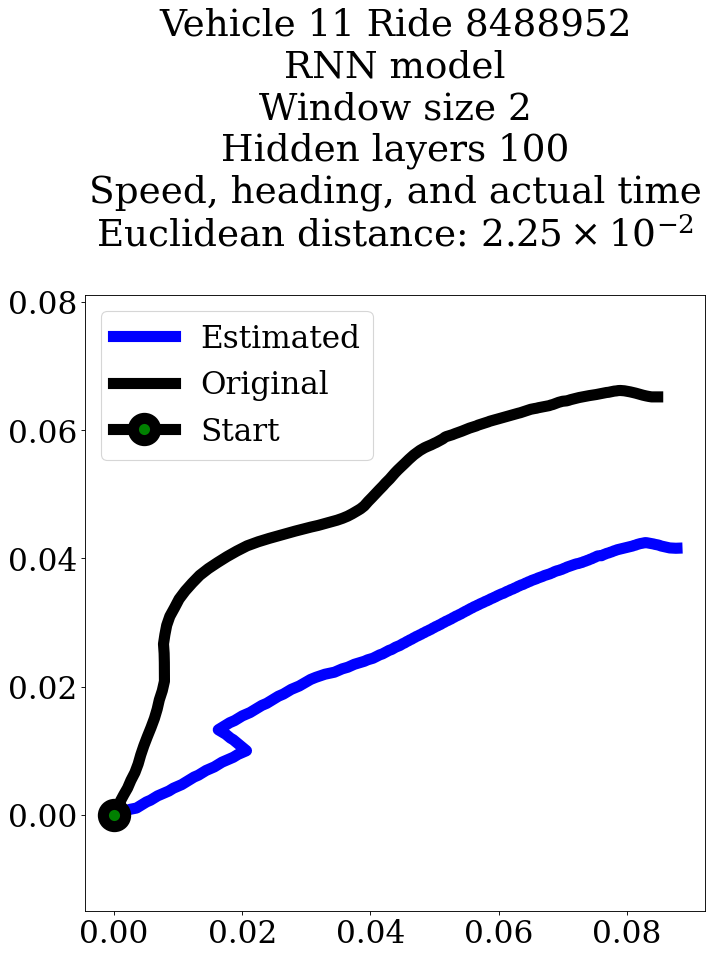 Vehicle 11 Ride 8488952
RNN model
Window size 2
Hidden layers 100
Speed, heading, and actual time
Euclidean distance: 2.25 × 10⁻²
Estimated
Original
Start
0.08
0.06
0.04
0.02
0.00
0.00 0.02 0.04 0.06 0.08